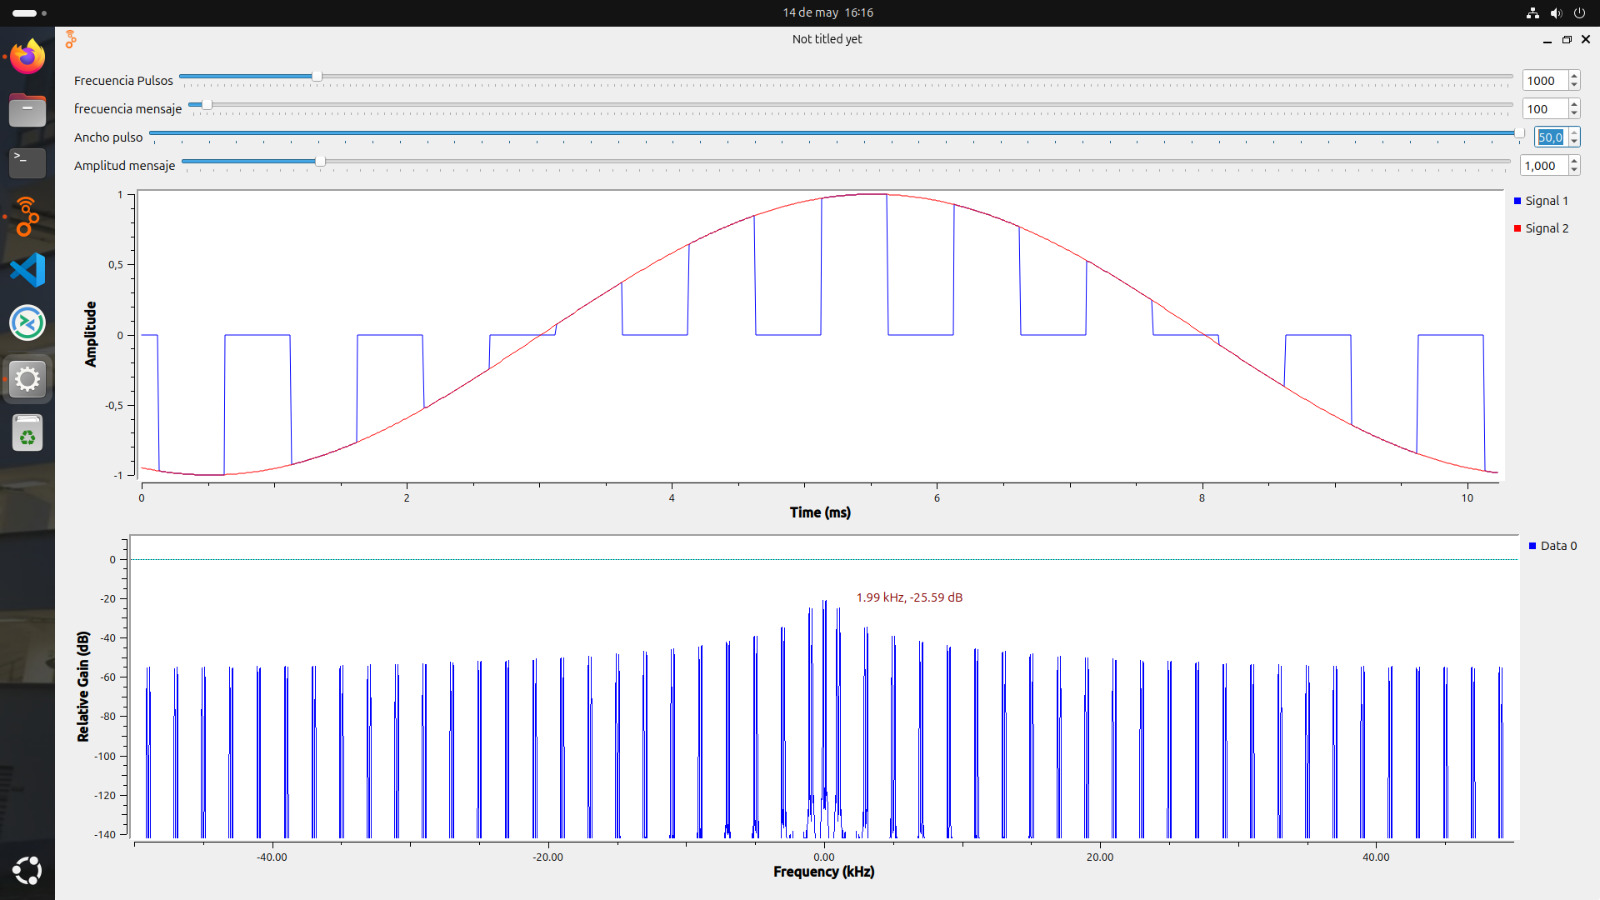 14 de may 16:16
Not titled yet
Frecuencia Pulsos 1000
frecuencia mensaje 100
Ancho pulso 50,0
Amplitud mensaje 1,000
Signal 1
Signal 2
Amplitude
1
0,5
0
-0,5
-1
0 2 4 6 8 10
Time (ms)
Data 0
1.99 kHz, -25.59 dB
Relative Gain (dB)
0
-20
-40
-60
-80
-100
-120
-140
-40.00 -20.00 0.00 20.00 40.00
Frequency (kHz)